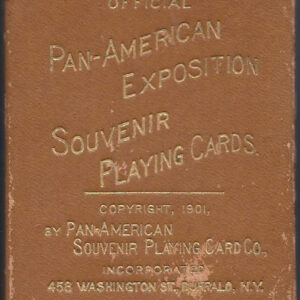 OFFICIAL
PAN-AMERICAN
EXPOSITION
SOUVENIR
PLAYING CARDS.
COPYRIGHT, 1901,
BY PAN-AMERICAN
SOUVENIR PLAYING CARD CO.,
INCORPORATED
458 WASHINGTON ST. BUFFALO, N.Y.